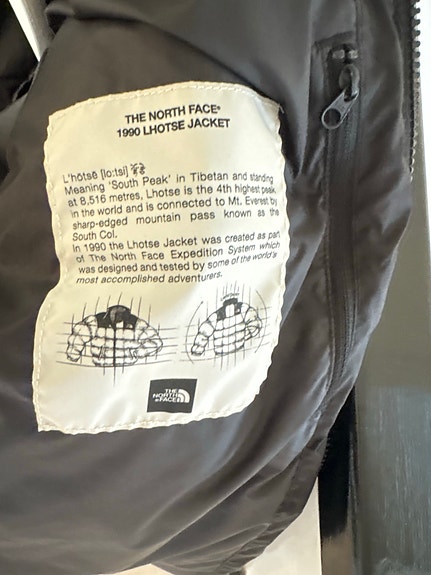 THE NORTH FACE®
1990 LHOTSE JACKET
L'hōtsē [lo:tsi]
Meaning 'South Peak' in Tibetan and standing
at 8,516 metres, Lhotse is the 4th highest peak
in the world and is connected to Mt. Everest by
sharp-edged mountain pass known as the
South Col.
In 1990 the Lhotse Jacket was created as part
of The North Face Expedition System which
was designed and tested by some of the world's
most accomplished adventurers.
THE
NORTH
FACE